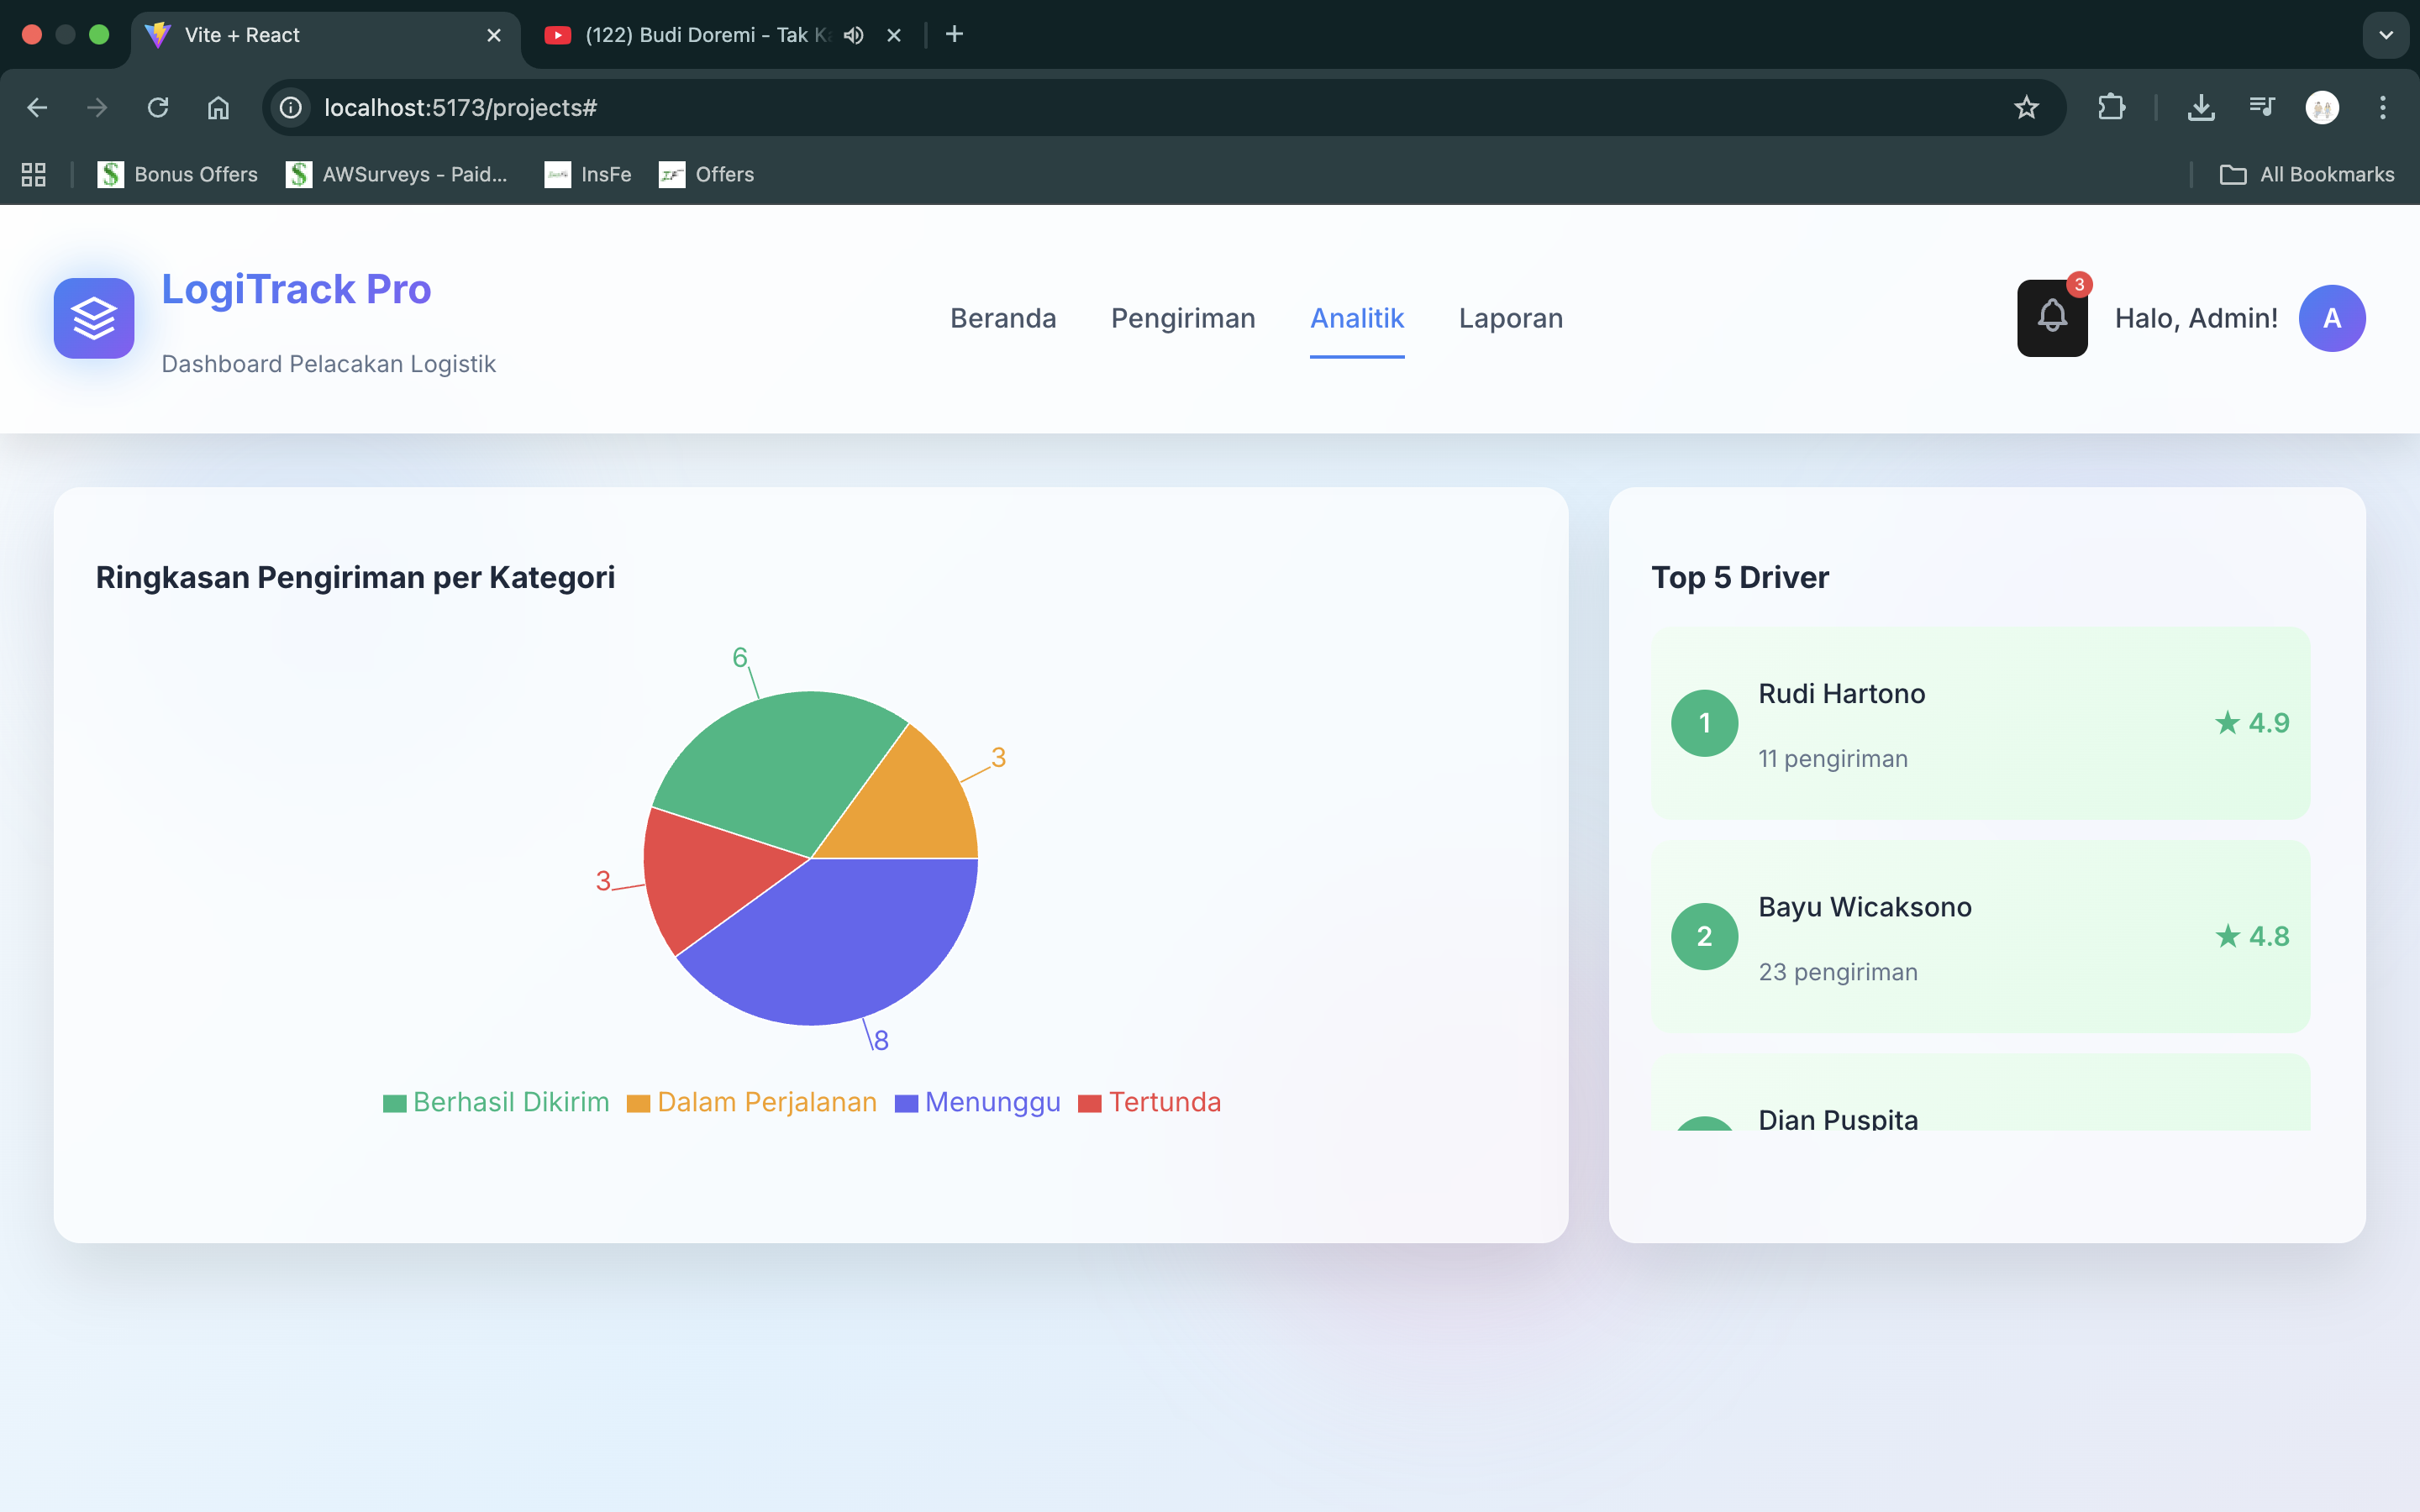 Vite + React
(122) Budi Doremi - Tak
localhost:5173/projects#
Bonus Offers
AWSurveys - Paid...
InsFe
Offers
All Bookmarks
LogiTrack Pro
Dashboard Pelacakan Logistik
Beranda
Pengiriman
Analitik
Laporan
3
Halo, Admin!
A
Ringkasan Pengiriman per Kategori
6
3
3
8
Berhasil Dikirim
Dalam Perjalanan
Menunggu
Tertunda
Top 5 Driver
1
Rudi Hartono
11 pengiriman
★ 4.9
2
Bayu Wicaksono
23 pengiriman
★ 4.8
Dian Puspita